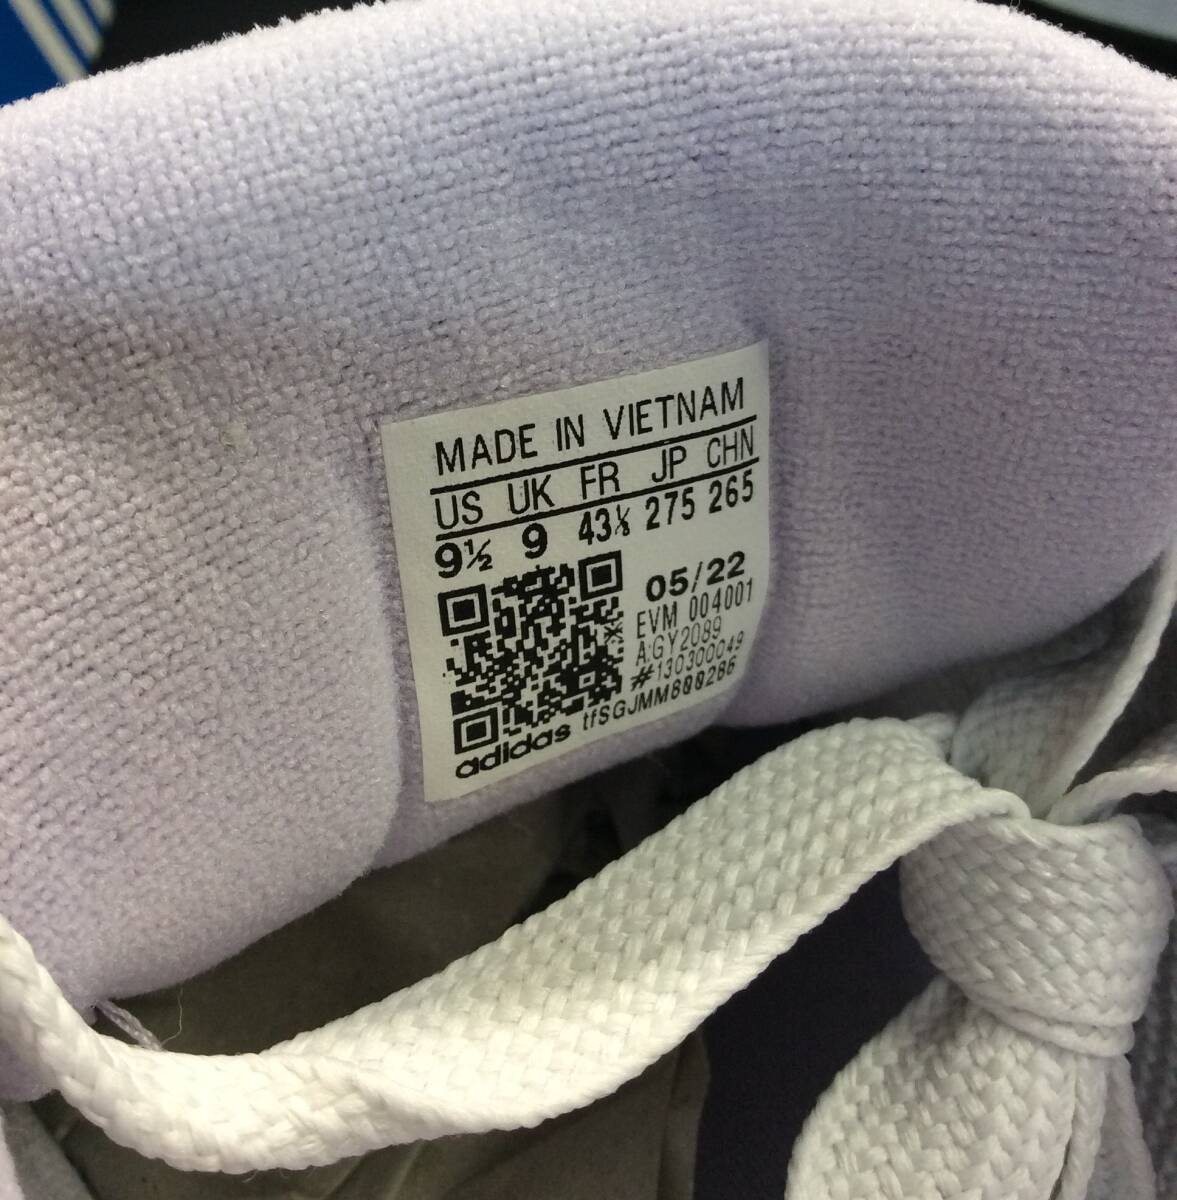 MADE IN VIETNAM
US UK FR JP CHN
9½ 9 43⅓ 275 265
05/22
EVM 004001
A:GY2089
#130300049
adidas tfSGJMM800286